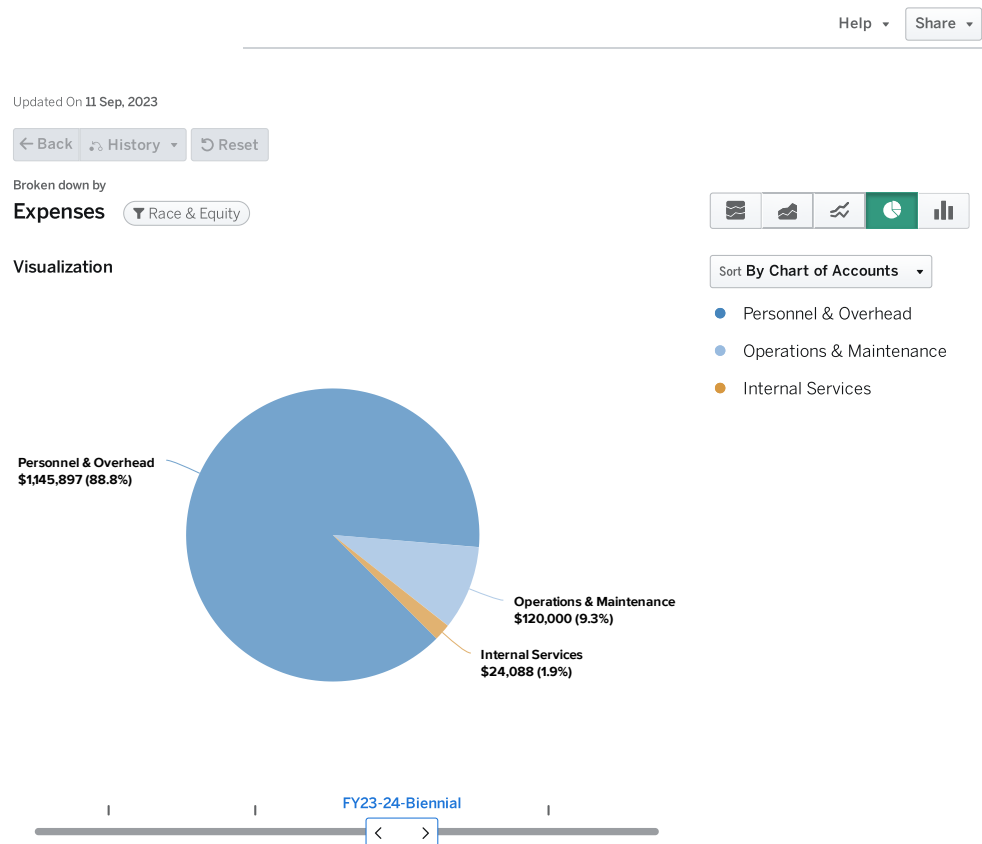 Help
Share
Updated On 11 Sep, 2023
Back
History
Reset
Broken down by
Expenses
Race & Equity
Visualization
Sort By Chart of Accounts
Personnel & Overhead
Operations & Maintenance
Internal Services
Personnel & Overhead
$1,145,897 (88.8%)
Operations & Maintenance
$120,000 (9.3%)
Internal Services
$24,088 (1.9%)
FY23-24-Biennial